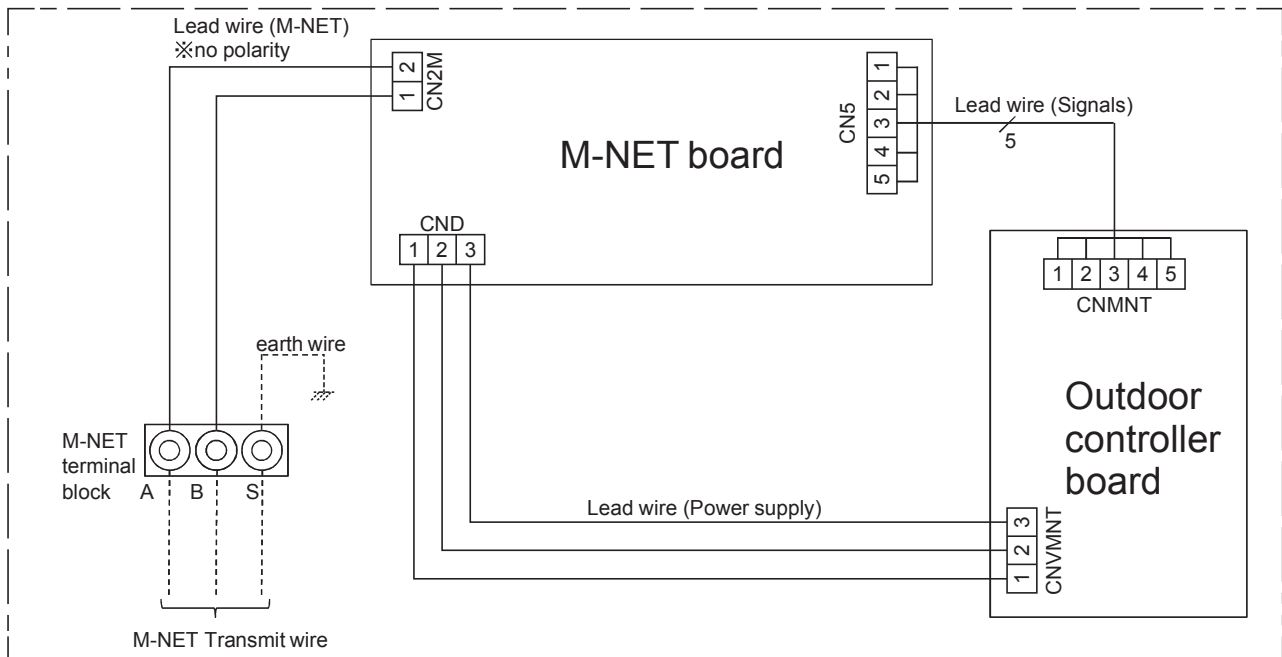 Lead wire (M-NET)
※no polarity
2
1
CN2M
1
2
3
4
5
CN5
Lead wire (Signals)
5
M-NET board
CND
1 2 3
1 2 3 4 5
CNMNT
earth wire
Outdoor
controller
board
M-NET
terminal
block
A B S
Lead wire (Power supply)
3
2
1
CNVMNT
M-NET Transmit wire